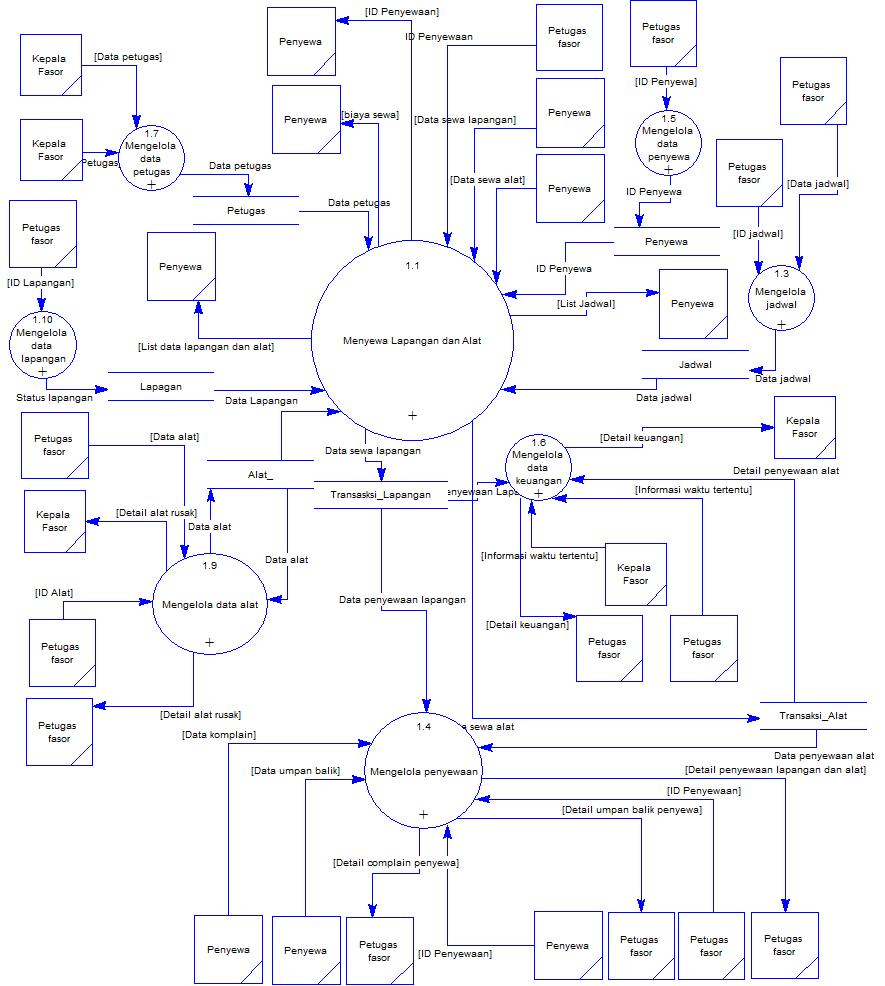 [ID Penyewaan]
Penyewa
ID Penyewaan
Petugas
fasor
Petugas
fasor
Kepala
Fasor
[Data petugas]
[ID Penyewa]
Petugas
fasor
Penyewa
[biaya sewa]
[Data sewa lapangan]
Penyewa
1.5
Mengelola
data
penyewa
+
Kepala
Fasor
Petugas
1.7
Mengelola
data
petugas
+
Data petugas
[Data sewa alat]
Penyewa
ID Penyewa
Petugas
fasor
[Data jadwal]
Petugas
Data petugas
Petugas
fasor
[ID Lapangan]
Penyewa
Penyewa
[ID jadwal]
1.1
Menyewa Lapangan dan Alat
+
ID Penyewa
1.3
Mengelola
jadwal
+
[List Jadwal]
Penyewa
1.10
Mengelola
data
lapangan
+
[List data lapangan dan alat]
Jadwal
Data jadwal
Status lapangan
Lapagan
Data Lapangan
Data jadwal
Petugas
fasor
[Data alat]
Data sewa lapangan
1.6
Mengelola
data
keuangan
+
[Detail keuangan]
Kepala
Fasor
Alat_
Transaksi_Lapangan
enyewaan Lapa
Detail penyewaan alat
[Informasi waktu tertentu]
Kepala
Fasor
[Detail alat rusak]
Data alat
Data alat
[Informasi waktu tertentu]
Kepala
Fasor
1.9
Mengelola data alat
+
[ID Alat]
Data penyewaan lapangan
[Detail keuangan]
Petugas
fasor
Petugas
fasor
Petugas
fasor
[Detail alat rusak]
Petugas
fasor
1.4
Mengelola penyewaan
+
a sewa alat
Transaksi_Alat
[Data komplain]
Data penyewaan alat
[Data umpan balik]
[Detail penyewaan lapangan dan alat]
[ID Penyewaan]
[Detail umpan balik penyewa]
[Detail complain penyewa]
Penyewa
Penyewa
Petugas
fasor
[ID Penyewaan]
Penyewa
Petugas
fasor
Petugas
fasor
Petugas
fasor